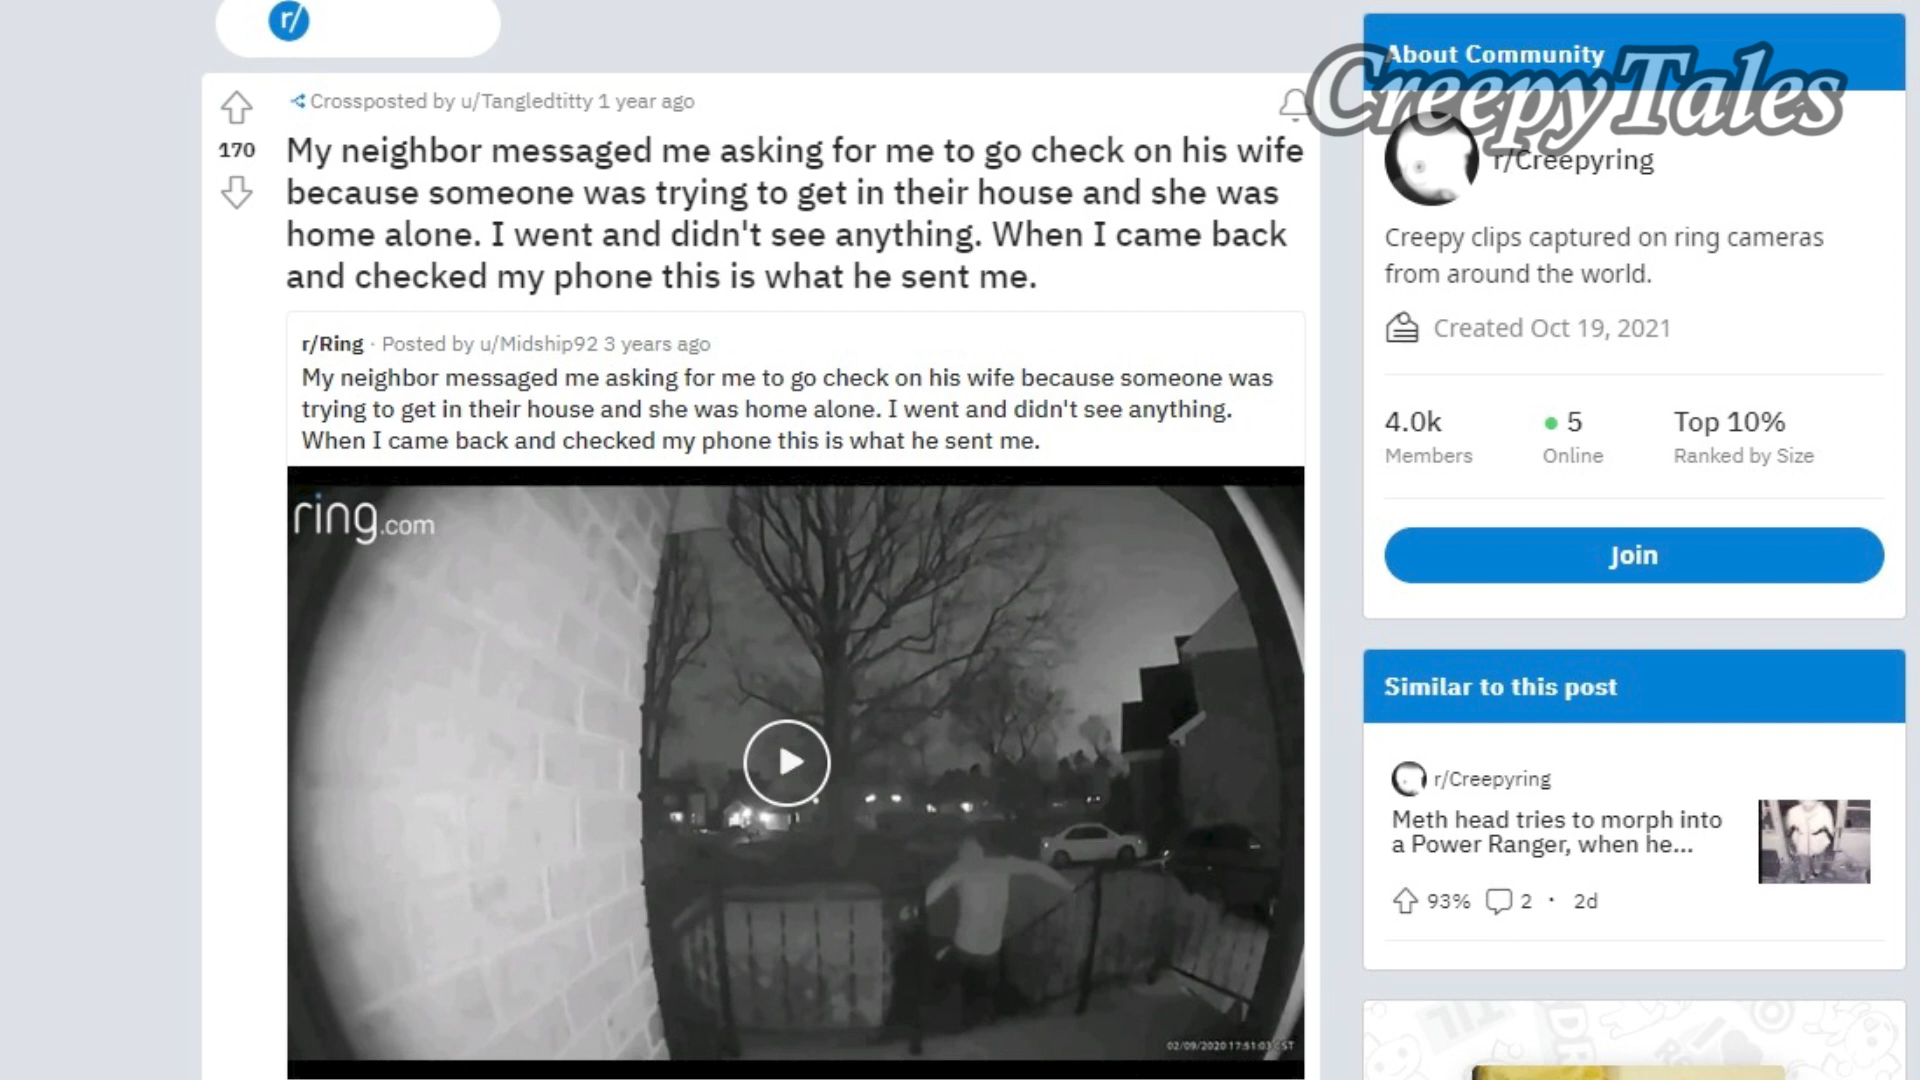 r/
Crossposted by u/Tangledtitty 1 year ago
170
My neighbor messaged me asking for me to go check on his wife
because someone was trying to get in their house and she was
home alone. I went and didn't see anything. When I came back
and checked my phone this is what he sent me.
r/Ring · Posted by u/Midship92 3 years ago
My neighbor messaged me asking for me to go check on his wife because someone was
trying to get in their house and she was home alone. I went and didn't see anything.
When I came back and checked my phone this is what he sent me.
ring.com
02/09/2020 17:51:03 CST
About Community
CreepyTales
r/Creepyring
Creepy clips captured on ring cameras
from around the world.
Created Oct 19, 2021
4.0k 5 Top 10%
Members Online Ranked by Size
Join
Similar to this post
r/Creepyring
Meth head tries to morph into
a Power Ranger, when he...
93% 2 · 2d